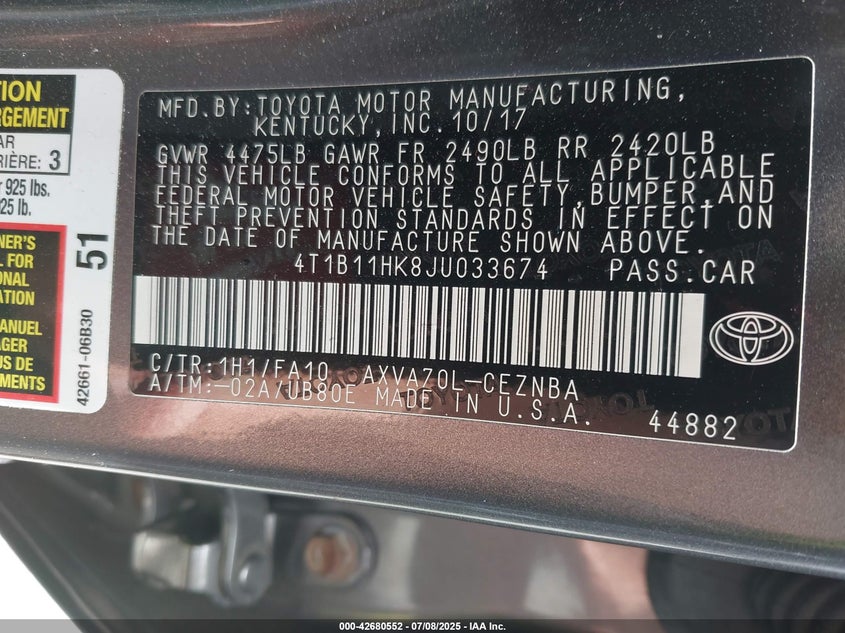 TION
RGEMENT
AR
RIÈRE: 3
r 925 lbs.
925 lb.
NER'S
L FOR
ONAL
ATION
ANUEL
AGER
US DE
EMENTS
51
42661-06B30
MFD.BY:TOYOTA MOTOR MANUFACTURING,
KENTUCKY,INC.10/17
GVWR 4475LB GAWR FR 2490LB RR 2420LB
THIS VEHICLE CONFORMS TO ALL APPLICABLE
FEDERAL MOTOR VEHICLE SAFETY,BUMPER,AND
THEFT PREVENTION STANDARDS IN EFFECT ON
THE DATE OF MANUFACTURE SHOWN ABOVE.
4T1B11HK8JU033674 PASS.CAR
C/TR:1H1/FA10 AXVA70L-CEZNBA
A/TM:-02A/UB80E MADE IN U.S.A.
44882
000-42680552 / 07/08/2025 - IAA Inc.